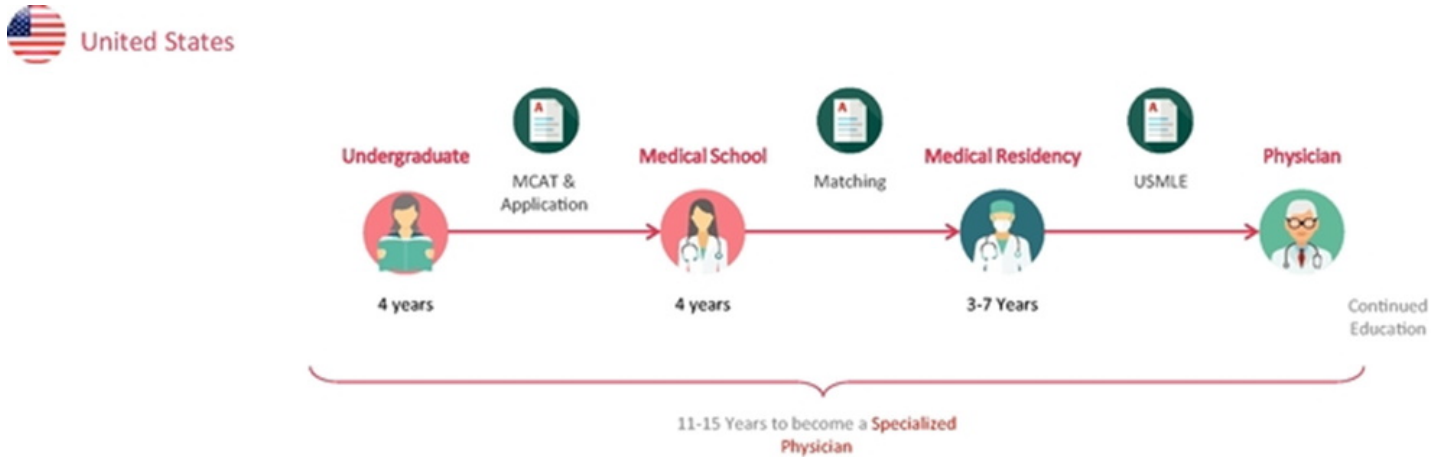 United States
Undergraduate
MCAT &
Application
Medical School
Matching
Medical Residency
USMLE
Physician
A
A
A
4 years
4 years
3-7 Years
Continued
Education
11-15 Years to become a Specialized
Physician